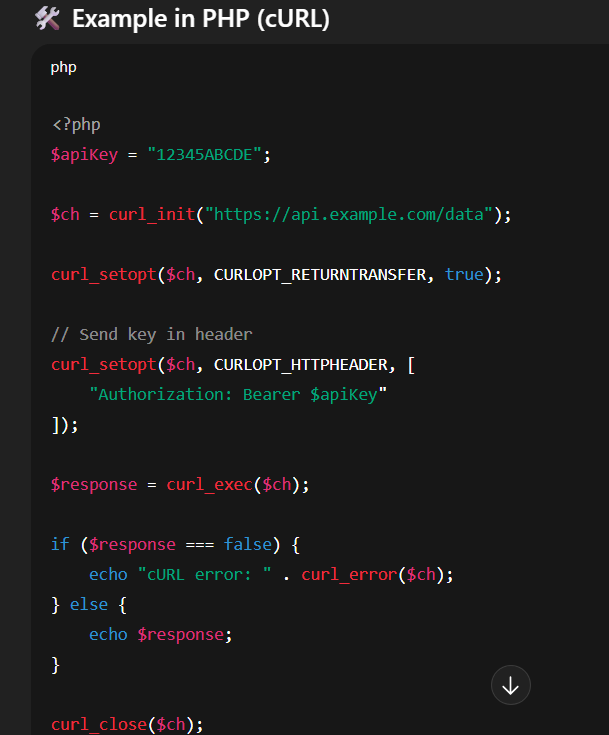 🛠️ Example in PHP (cURL)
php
<?php
$apiKey = "12345ABCDE";
$ch = curl_init("https://api.example.com/data");
curl_setopt($ch, CURLOPT_RETURNTRANSFER, true);
// Send key in header
curl_setopt($ch, CURLOPT_HTTPHEADER, [
    "Authorization: Bearer $apiKey"
]);
$response = curl_exec($ch);
if ($response === false) {
    echo "cURL error: " . curl_error($ch);
} else {
    echo $response;
}
curl_close($ch);